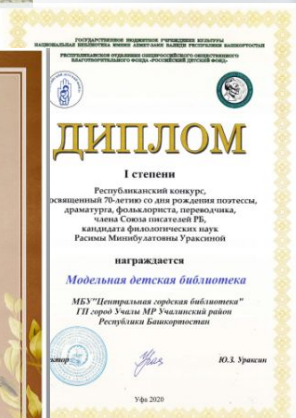 ГОСУДАРСТВЕННОЕ БЮДЖЕТНОЕ УЧРЕЖДЕНИЕ КУЛЬТУРЫ
НАЦИОНАЛЬНАЯ БИБЛИОТЕКА ИМЕНИ АХМЕТ-ЗАКИ ВАЛИДИ РЕСПУБЛИКИ БАШКОРТОСТАН
РЕСПУБЛИКАНСКОЕ ОТДЕЛЕНИЕ ОБЩЕРОССИЙСКОГО ОБЩЕСТВЕННОГО
БЛАГОТВОРИТЕЛЬНОГО ФОНДА «РОССИЙСКИЙ ДЕТСКИЙ ФОНД»
ДИПЛОМ
I степени
Республиканский конкурс,
освященный 70-летию со дня рождения поэтессы,
драматурга, фольклориста, переводчика,
члена Союза писателей РБ,
кандидата филологических наук
Расимы Минибулатовны Ураксиной
награждается
Модельная детская библиотека
МБУ"Центральная гордская библиотека"
ГП город Учалы МР Учалинский район
Республики Башкортостан
ктор
Ю.З. Ураксин
Уфа 2020